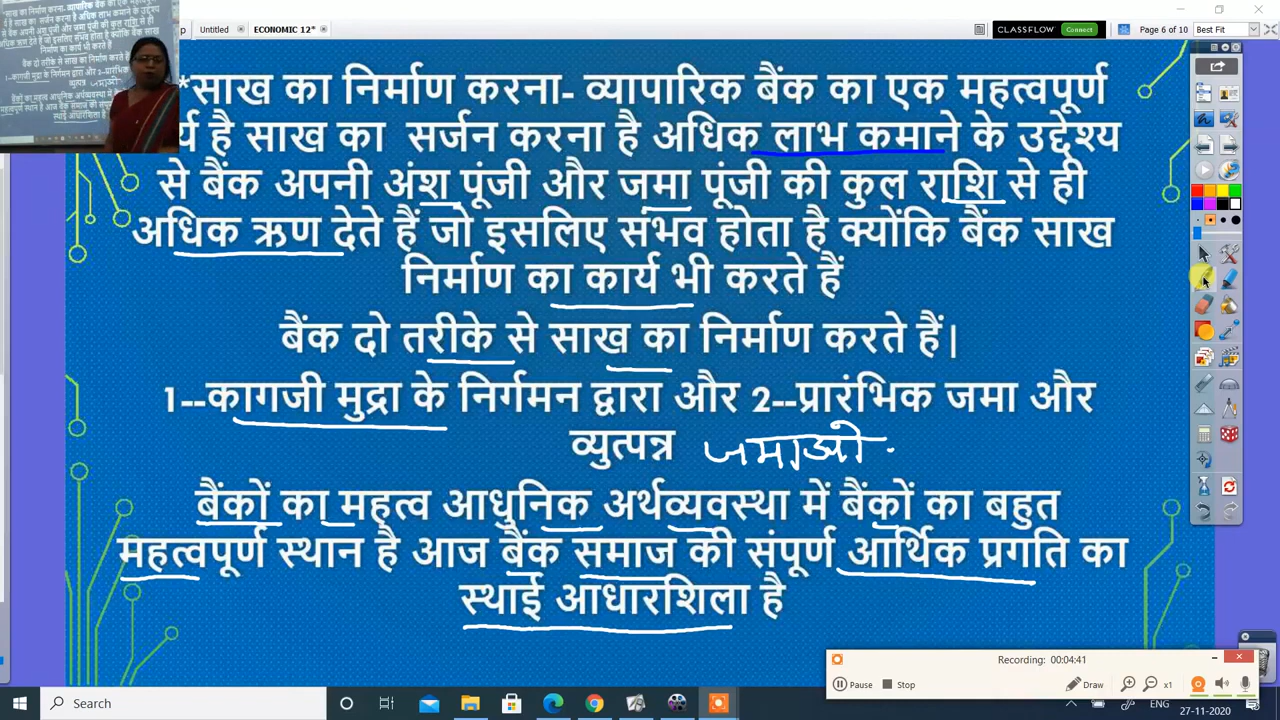 Untitled
ECONOMIC 12*
CLASSFLOW Connect
Page 6 of 10
Best Fit
*साख का निर्माण करना- व्यापारिक बैंक का एक महत्वपूर्ण
र्य है साख का सर्जन करना है अधिक लाभ कमाने के उद्देश्य
से बैंक अपनी अंश पूंजी और जमा पूंजी की कुल राशि से ही
अधिक ऋण देते हैं जो इसलिए संभव होता है क्योंकि बैंक साख
निर्माण का कार्य भी करते हैं
बैंक दो तरीके से साख का निर्माण करते हैं|
1--कागजी मुद्रा के निर्गमन द्वारा और 2--प्रारंभिक जमा और
व्युत्पन्न जमाओ
बैंकों का महत्व आधुनिक अर्थव्यवस्था में बैंकों का बहुत
महत्वपूर्ण स्थान है आज बैंक समाज की संपूर्ण आर्थिक प्रगति का
स्थाई आधारशिला है
Recording: 00:04:41
Pause
Stop
Draw
x1
Search
27-11-2020